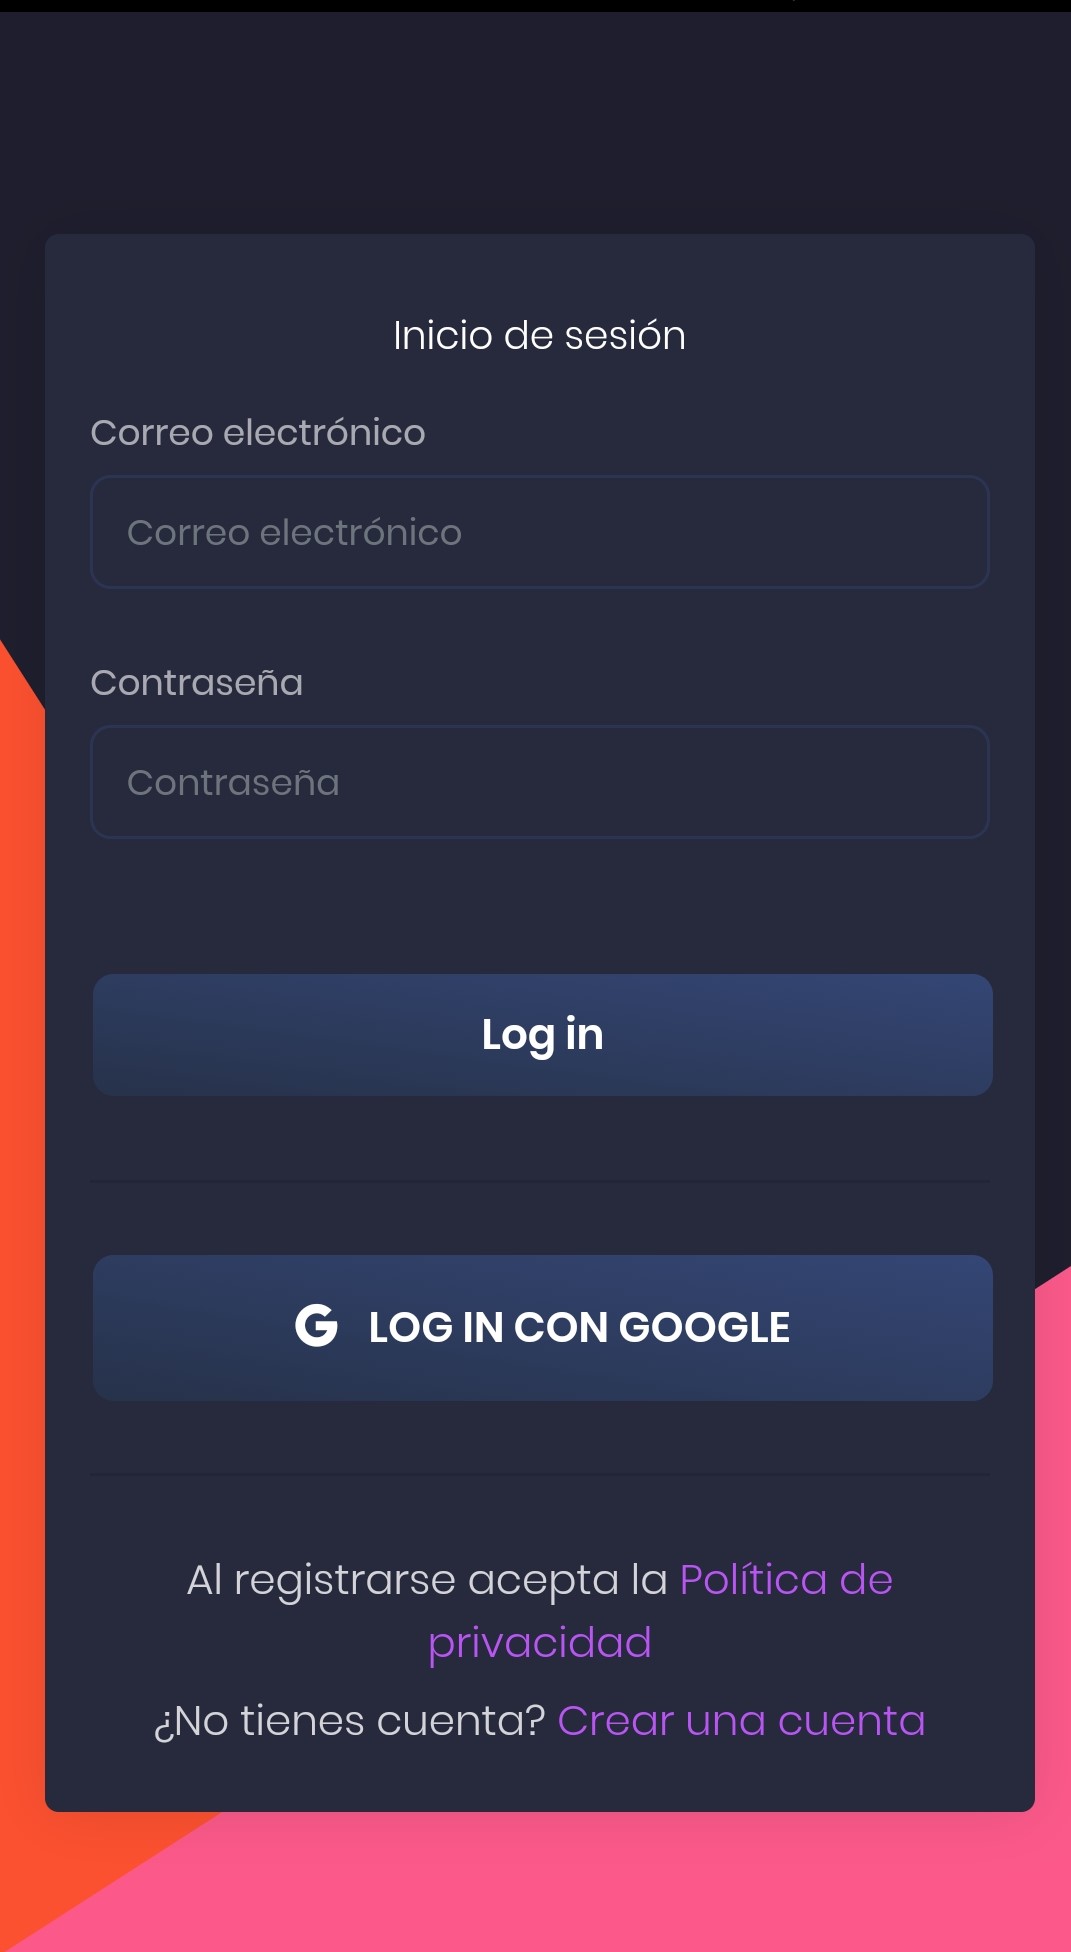 Inicio de sesión
Correo electrónico
Correo electrónico
Contraseña
Contraseña
Log in
LOG IN CON GOOGLE
Al registrarse acepta la Política de
privacidad
¿No tienes cuenta? Crear una cuenta